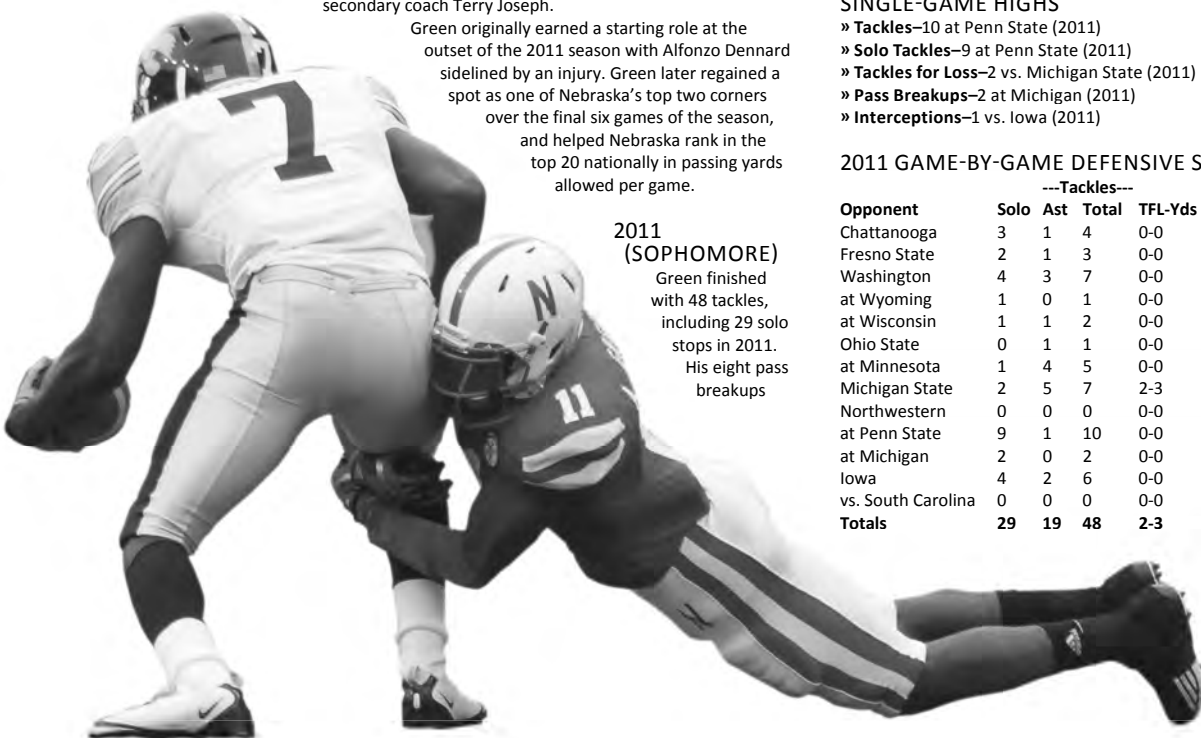 secondary coach Terry Joseph.
Green originally earned a starting role at the
outset of the 2011 season with Alfonzo Dennard
sidelined by an injury. Green later regained a
spot as one of Nebraska's top two corners
over the final six games of the season,
and helped Nebraska rank in the
top 20 nationally in passing yards
allowed per game.
2011
(SOPHOMORE)
Green finished
with 48 tackles,
including 29 solo
stops in 2011.
His eight pass
breakups
7
N
11
SINGLE-GAME HIGHS
» Tackles–10 at Penn State (2011)
» Solo Tackles–9 at Penn State (2011)
» Tackles for Loss–2 vs. Michigan State (2011)
» Pass Breakups–2 at Michigan (2011)
» Interceptions–1 vs. Iowa (2011)
2011 GAME-BY-GAME DEFENSIVE S
---Tackles---
Opponent Solo Ast Total TFL-Yds
Chattanooga 3 1 4 0-0
Fresno State 2 1 3 0-0
Washington 4 3 7 0-0
at Wyoming 1 0 1 0-0
at Wisconsin 1 1 2 0-0
Ohio State 0 1 1 0-0
at Minnesota 1 4 5 0-0
Michigan State 2 5 7 2-3
Northwestern 0 0 0 0-0
at Penn State 9 1 10 0-0
at Michigan 2 0 2 0-0
Iowa 4 2 6 0-0
vs. South Carolina 0 0 0 0-0
Totals 29 19 48 2-3